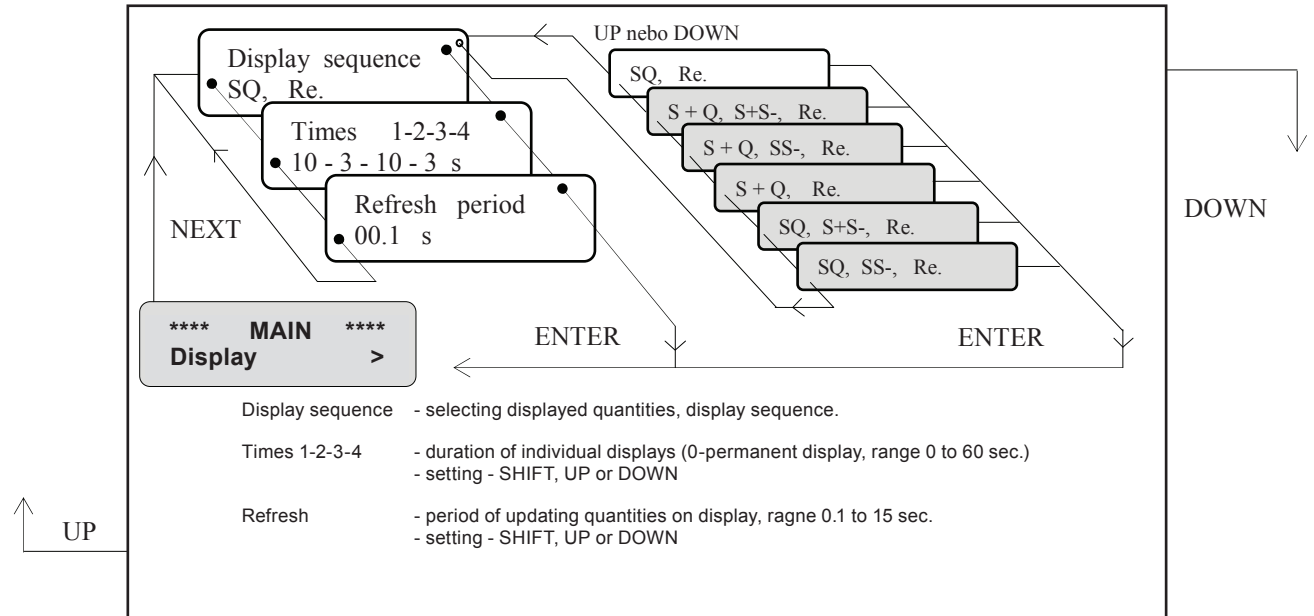 UP nebo DOWN
Display sequence
SQ, Re.
Times 1-2-3-4
10 - 3 - 10 - 3 s
Refresh period
00.1 s
SQ, Re.
S + Q, S+S-, Re.
S + Q, SS-, Re.
S + Q, Re.
SQ, S+S-, Re.
SQ, SS-, Re.
NEXT
DOWN
**** MAIN ****
Display >
ENTER
ENTER
Display sequence - selecting displayed quantities, display sequence.
Times 1-2-3-4 - duration of individual displays (0-permanent display, range 0 to 60 sec.)
- setting - SHIFT, UP or DOWN
Refresh - period of updating quantities on display, ragne 0.1 to 15 sec.
- setting - SHIFT, UP or DOWN
UP